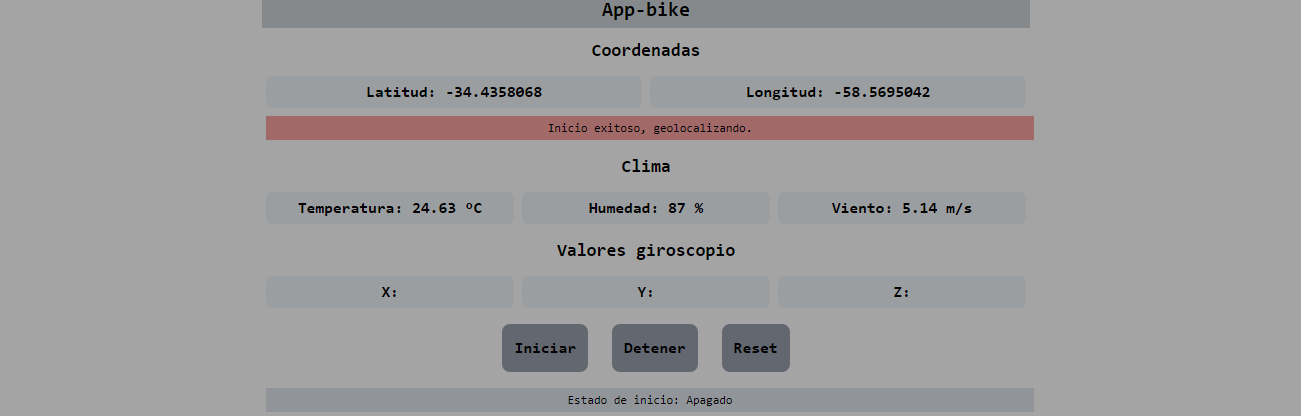 App-bike
Coordenadas
Latitud: -34.4358068
Longitud: -58.5695042
Inicio exitoso, geolocalizando.
Clima
Temperatura: 24.63 ºC
Humedad: 87 %
Viento: 5.14 m/s
Valores giroscopio
X:
Y:
Z:
Iniciar
Detener
Reset
Estado de inicio: Apagado